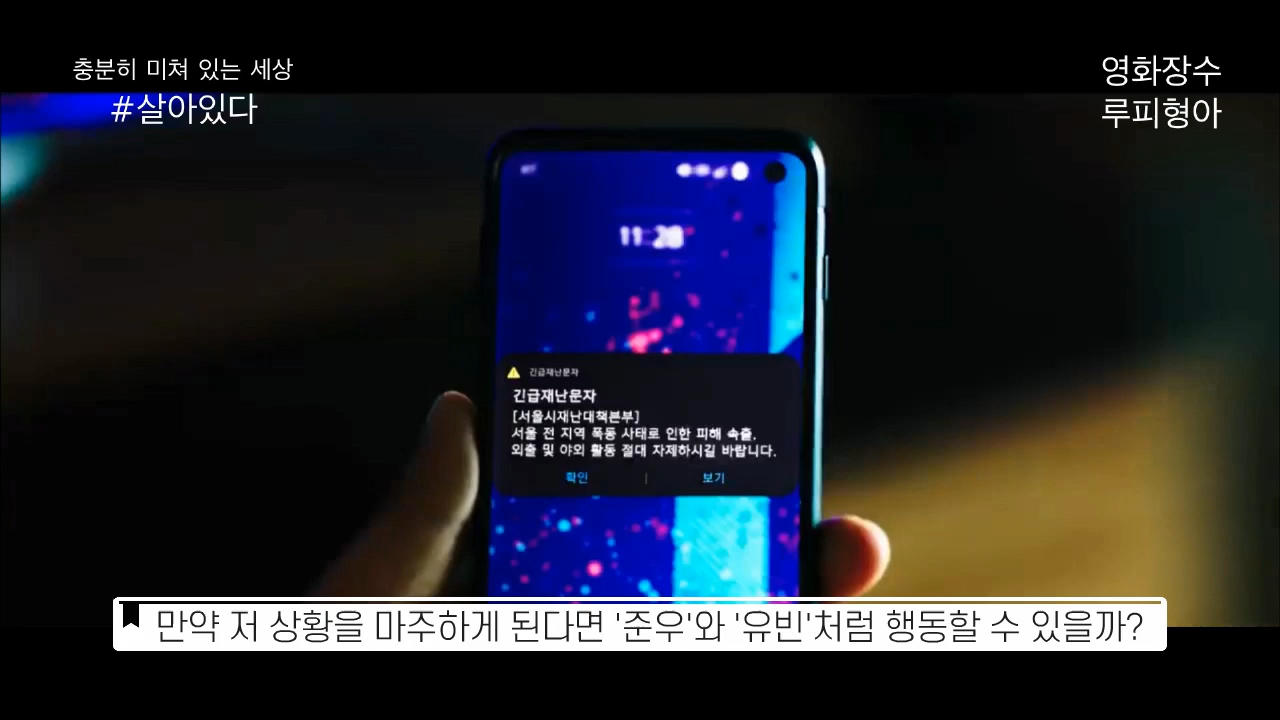 충분히 미쳐 있는 세상
#살아있다
영화장수
루피형아
11:28
긴급재난문자
긴급재난문자
[서울시재난대책본부]
서울 전 지역 폭동 사태로 인한 피해 속출.
외출 및 야외 활동 절대 자제하시길 바랍니다.
확인 | 보기
만약 저 상황을 마주하게 된다면 '준우'와 '유빈'처럼 행동할 수 있을까?